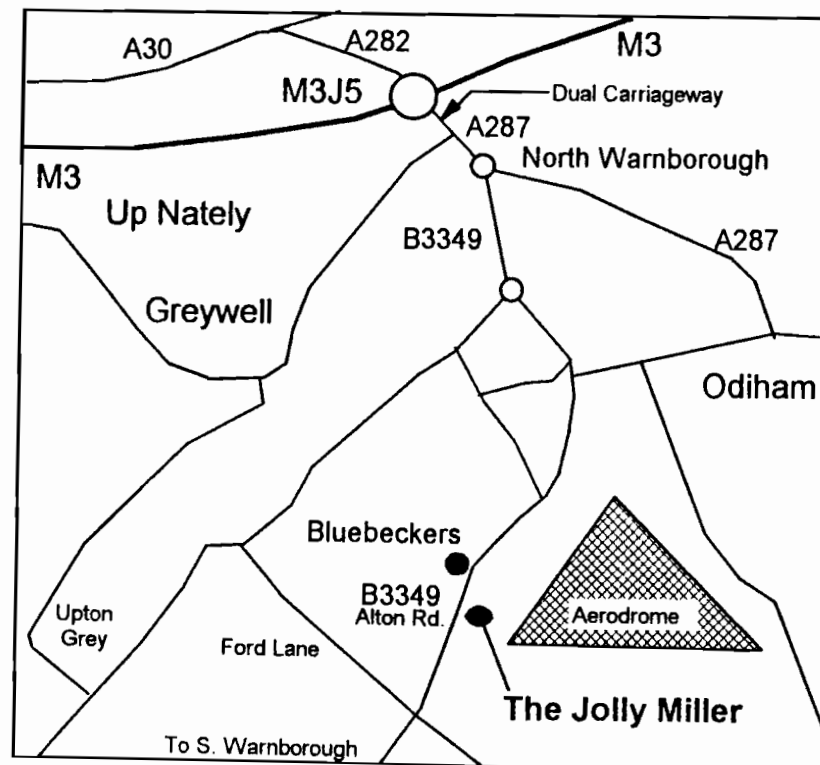 A30
A282
M3
M3J5
Dual Carriageway
A287
North Warnborough
M3
Up Nately
B3349
A287
Greywell
Odiham
Bluebeckers
B3349
Alton Rd.
Aerodrome
Upton
Grey
Ford Lane
The Jolly Miller
To S. Warnborough